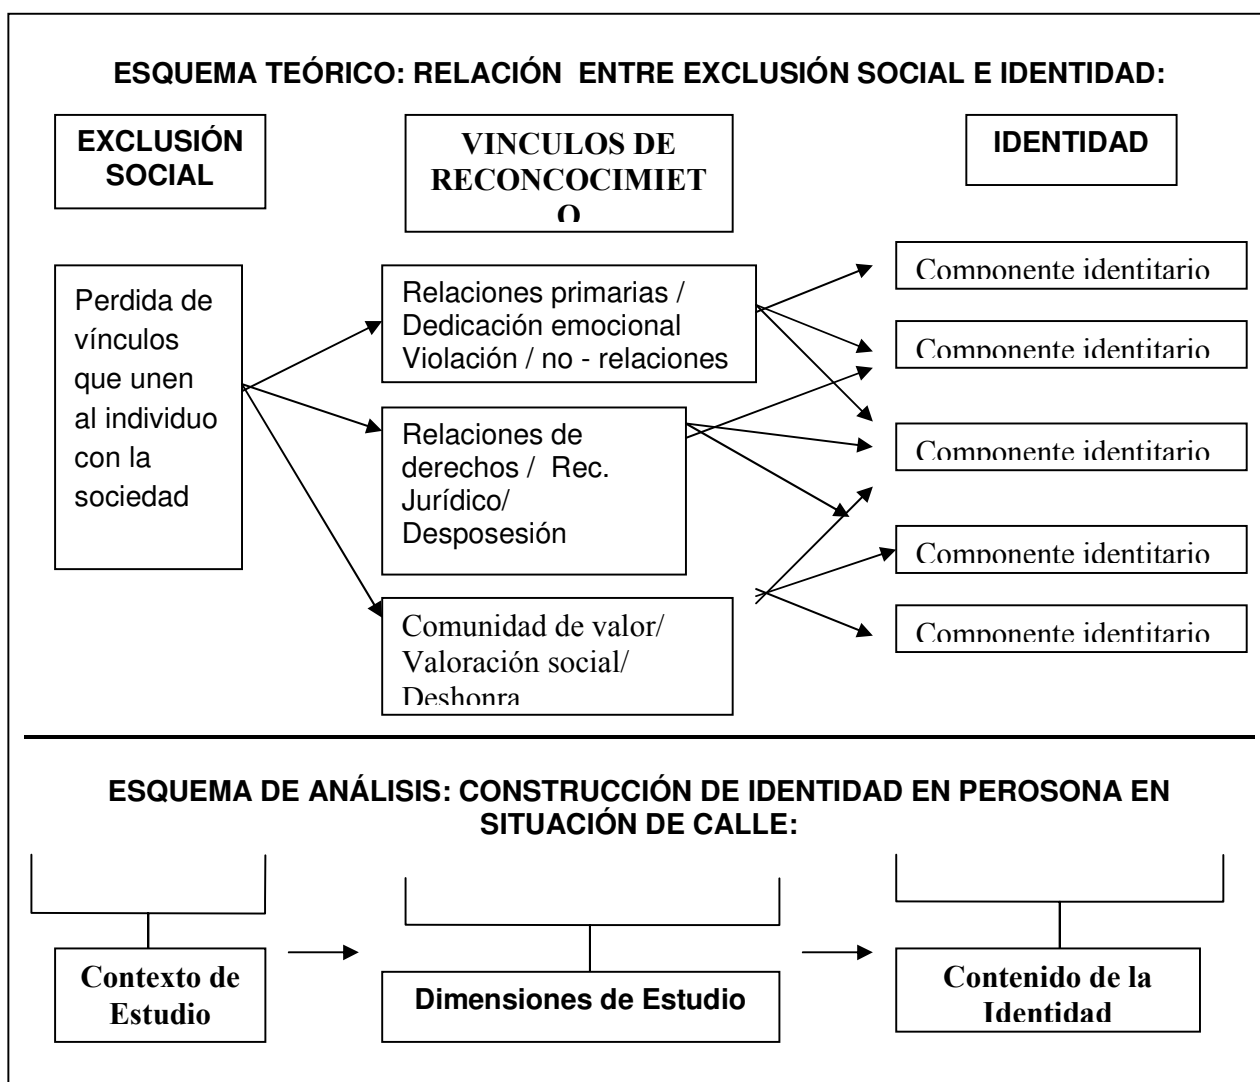 ESQUEMA TEÓRICO: RELACIÓN ENTRE EXCLUSIÓN SOCIAL E IDENTIDAD:
EXCLUSIÓN
SOCIAL
VINCULOS DE
RECONCOCIMIET
O
IDENTIDAD
Perdida de
vínculos
que unen
al individuo
con la
sociedad
Relaciones primarias /
Dedicación emocional
Violación / no - relaciones
Relaciones de
derechos / Rec.
Jurídico/
Desposesión
Comunidad de valor/
Valoración social/
Deshonra
Componente identitario
Componente identitario
Componente identitario
Componente identitario
Componente identitario
ESQUEMA DE ANÁLISIS: CONSTRUCCIÓN DE IDENTIDAD EN PEROSONA EN
SITUACIÓN DE CALLE:
Contexto de
Estudio
Dimensiones de Estudio
Contenido de la
Identidad